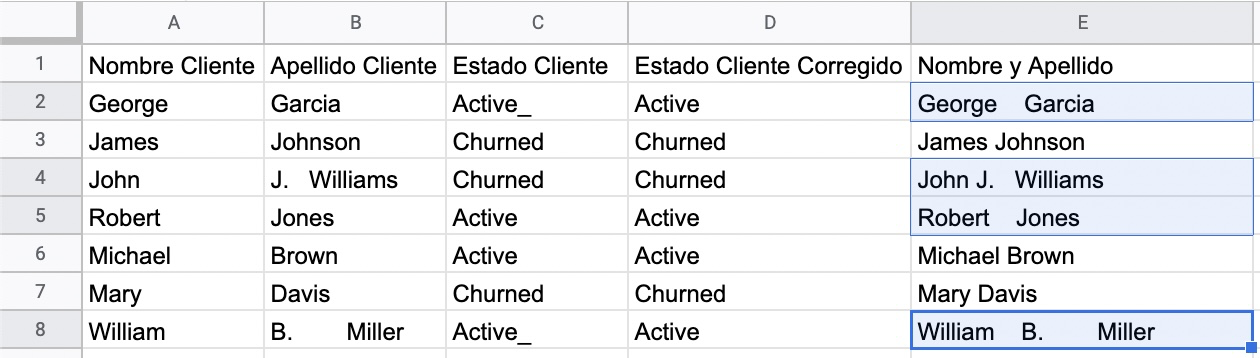 A B C D E
1 Nombre Cliente Apellido Cliente Estado Cliente Estado Cliente Corregido Nombre y Apellido
2 George Garcia Active_ Active George    Garcia
3 James Johnson Churned Churned James Johnson
4 John J.   Williams Churned Churned John J.   Williams
5 Robert Jones Active Active Robert    Jones
6 Michael Brown Active Active Michael Brown
7 Mary Davis Churned Churned Mary Davis
8 William B.        Miller Active_ Active William    B.        Miller